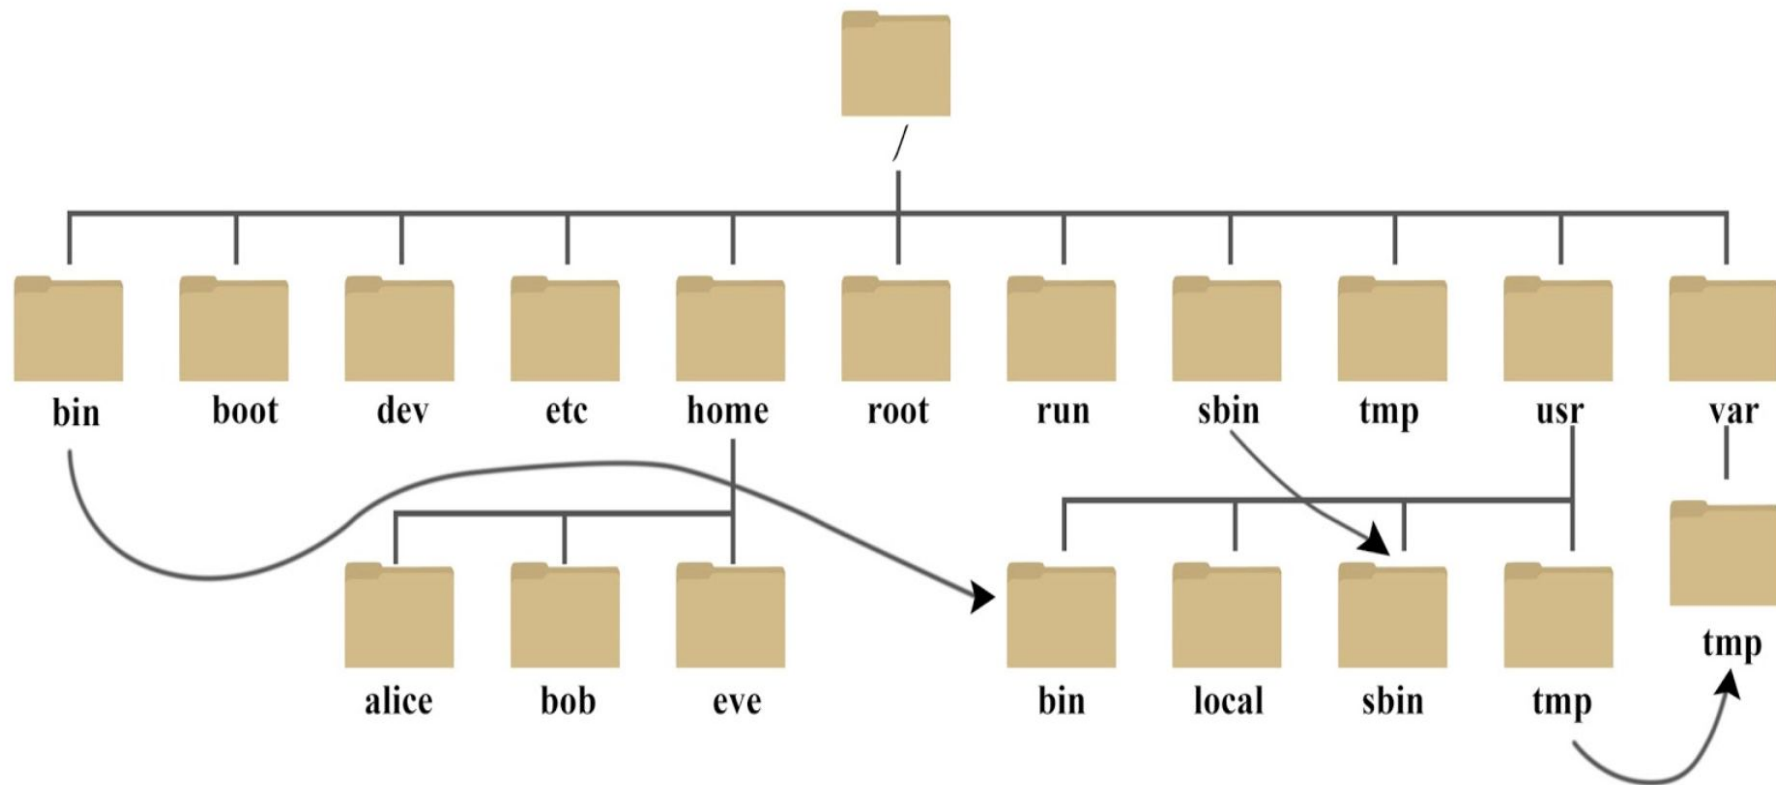 /
bin boot dev etc home root run sbin tmp usr var
tmp
alice bob eve bin local sbin tmp